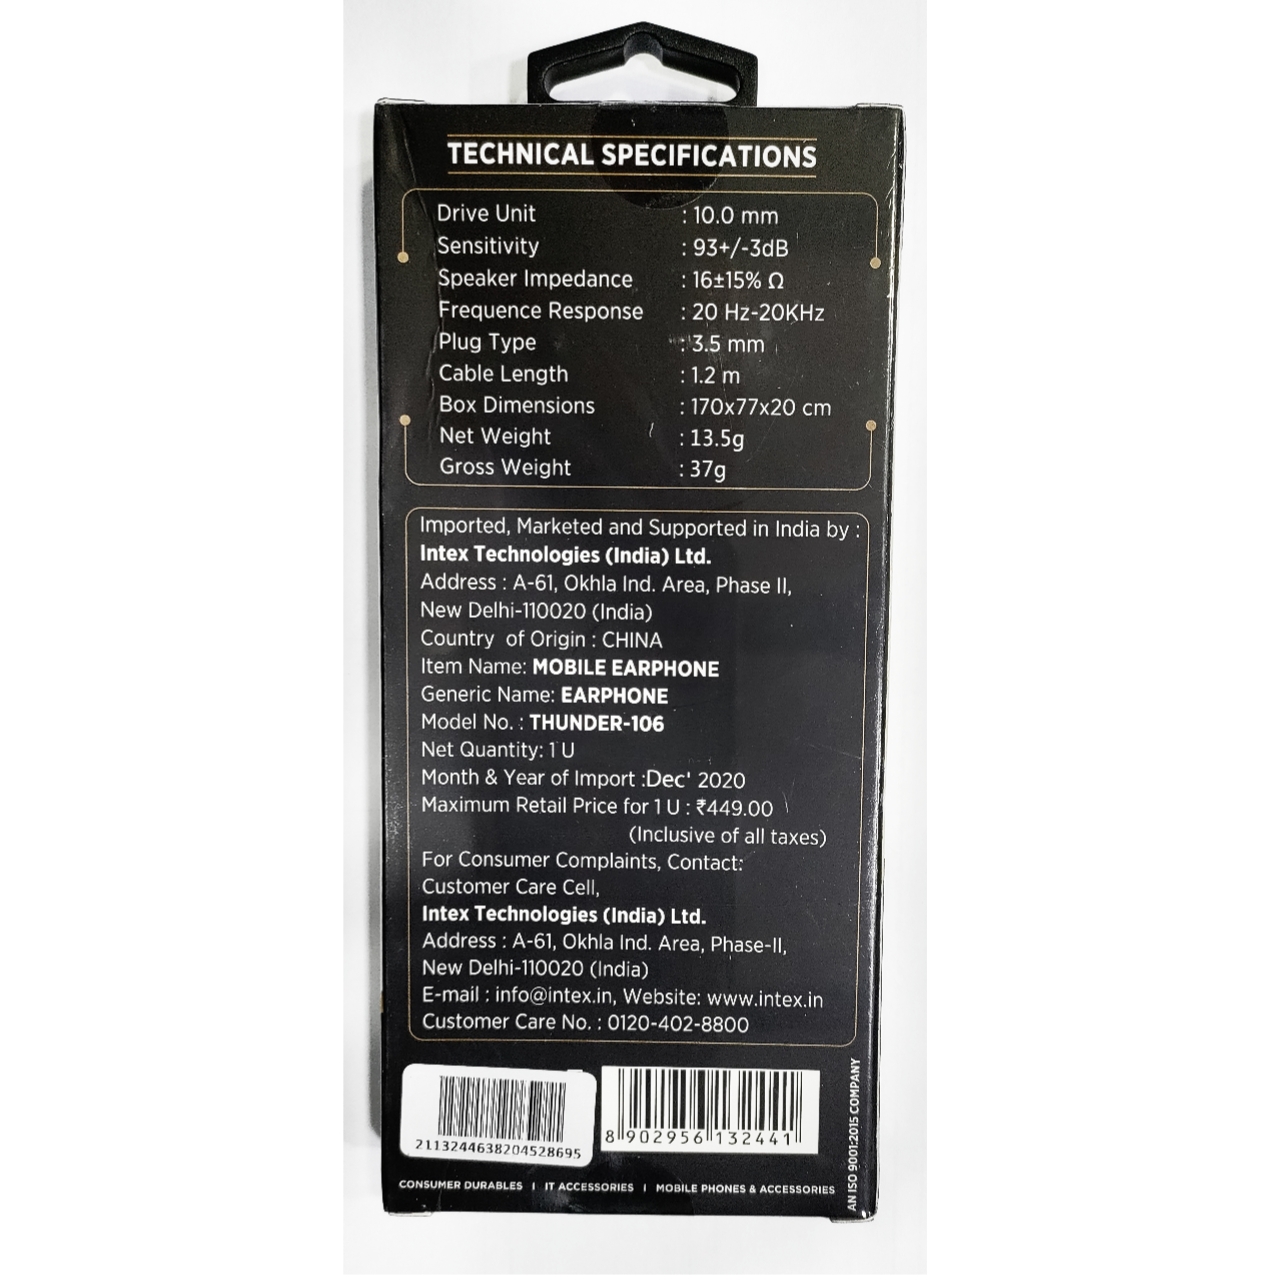 TECHNICAL SPECIFICATIONS
Drive Unit : 10.0 mm
Sensitivity : 93+/-3dB
Speaker Impedance : 16±15% Ω
Frequence Response : 20 Hz-20KHz
Plug Type : 3.5 mm
Cable Length : 1.2 m
Box Dimensions : 170x77x20 cm
Net Weight : 13.5g
Gross Weight : 37g
Imported, Marketed and Supported in India by :
Intex Technologies (India) Ltd.
Address : A-61, Okhla Ind. Area, Phase II,
New Delhi-110020 (India)
Country of Origin : CHINA
Item Name: MOBILE EARPHONE
Generic Name: EARPHONE
Model No. : THUNDER-106
Net Quantity: 1 U
Month & Year of Import :Dec' 2020
Maximum Retail Price for 1 U : ₹449.00
(Inclusive of all taxes)
For Consumer Complaints, Contact:
Customer Care Cell,
Intex Technologies (India) Ltd.
Address : A-61, Okhla Ind. Area, Phase-II,
New Delhi-110020 (India)
E-mail : info@intex.in, Website: www.intex.in
Customer Care No. : 0120-402-8800
2113244638204528695
8 902956 132441
AN ISO 9001:2015 COMPANY
CONSUMER DURABLES | IT ACCESSORIES | MOBILE PHONES & ACCESSORIES